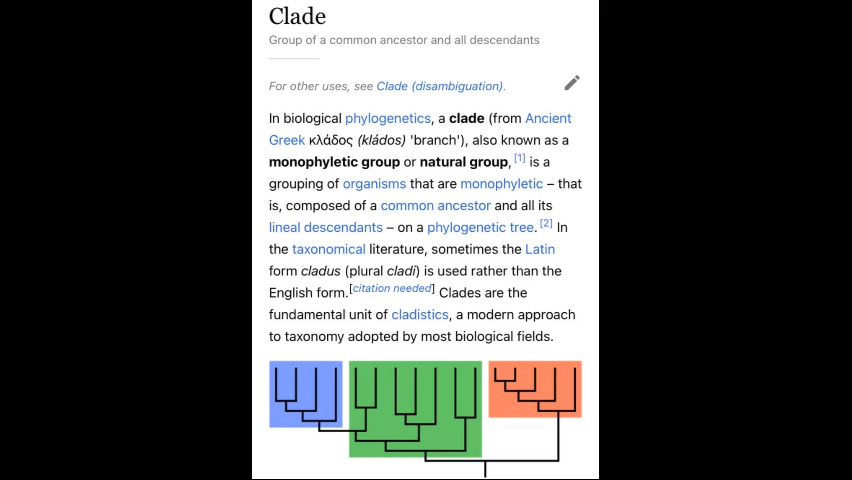 Clade
Group of a common ancestor and all descendants
For other uses, see Clade (disambiguation).
In biological phylogenetics, a clade (from Ancient
Greek κλάδος (kládos) 'branch'), also known as a
monophyletic group or natural group, [1] is a
grouping of organisms that are monophyletic – that
is, composed of a common ancestor and all its
lineal descendants – on a phylogenetic tree. [2] In
the taxonomical literature, sometimes the Latin
form cladus (plural cladi) is used rather than the
English form.[citation needed] Clades are the
fundamental unit of cladistics, a modern approach
to taxonomy adopted by most biological fields.